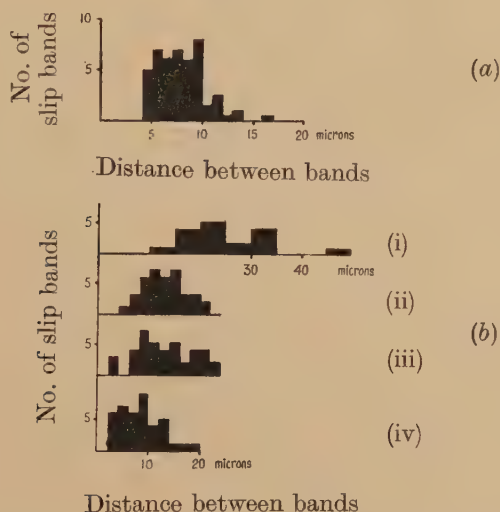 No. of
slip bands
10
5
5
10
15
20 microns
(a)
Distance between bands
No. of slip bands
5
30
40
microns
(i)
5
(ii)
5
(iii)
(b)
5
10
20 microns
(iv)
Distance between bands